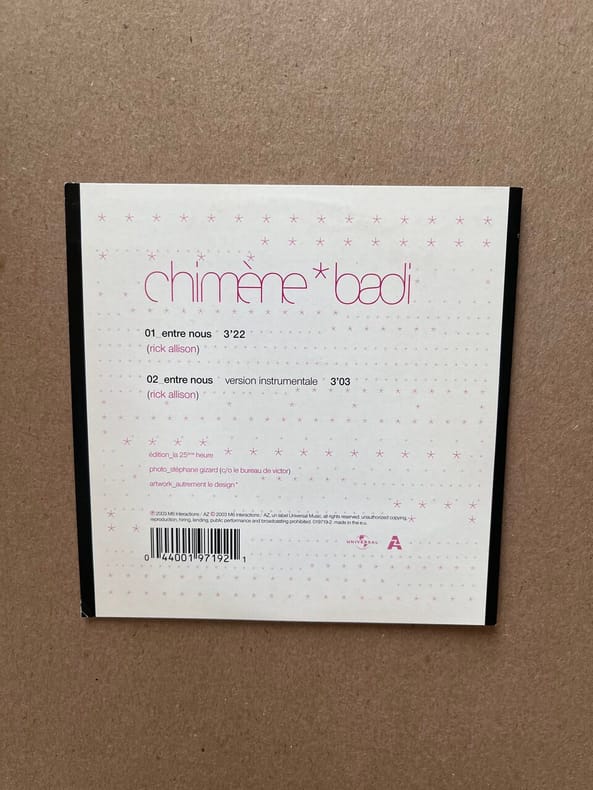 chimène*badi
01_entre nous 3'22
(rick allison)
02_entre nous version instrumentale 3'03
(rick allison)
édition_la 25ème heure
photo_stéphane gizard (c/o le bureau de victor)
artwork_autrement le design
℗ 2003 M6 Interactions / AZ © 2003 M6 Interactions / AZ, un label Universal Music, all rights reserved. unauthorized copying,
reproduction, hiring, lending, public performance and broadcasting prohibited. 019719-2. made in the e.u.
UNIVERSAL A
0 44001 97192 1